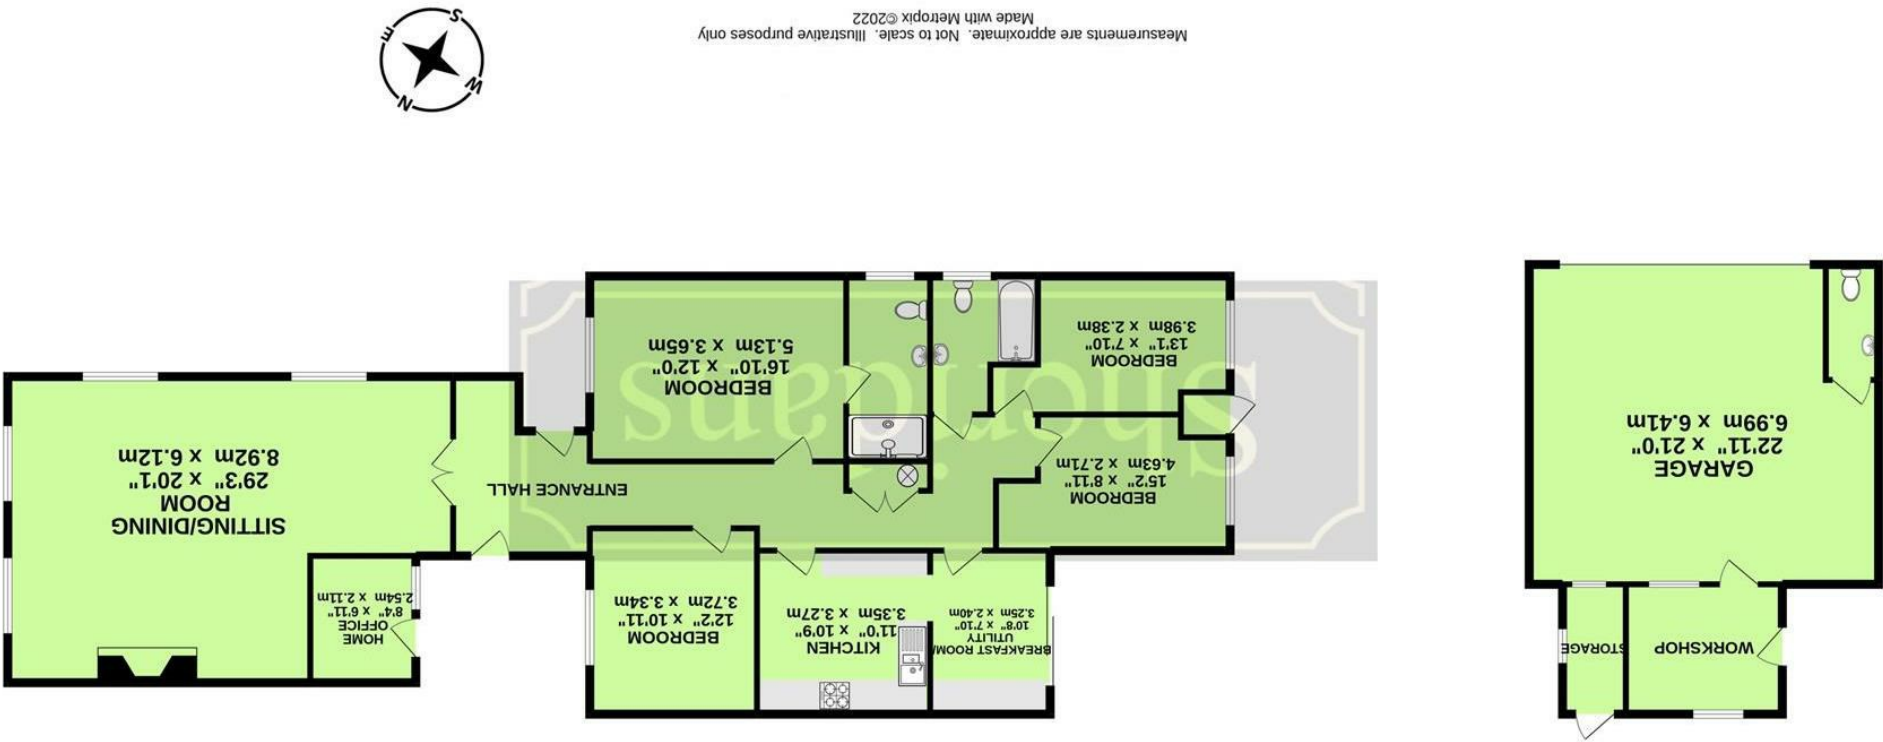 WORKSHOP
STORAGE
GARAGE
22'11" x 21'0"
6.99m x 6.41m
BREAKFAST ROOM/
UTILITY
10'8" x 7'10"
3.25m x 2.40m
KITCHEN
11'0" x 10'9"
3.35m x 3.27m
BEDROOM
12'2" x 10'11"
3.72m x 3.34m
HOME
OFFICE
8'4" x 6'11"
2.54m x 2.11m
SITTING/DINING
ROOM
29'3" x 20'1"
8.92m x 6.12m
ENTRANCE HALL
BEDROOM
15'2" x 8'11"
4.63m x 2.71m
BEDROOM
13'1" x 7'10"
3.98m x 2.38m
BEDROOM
16'10" x 12'0"
5.13m x 3.65m
Sheridans
N
W
E
S
Measurements are approximate. Not to scale. Illustrative purposes only
Made with Metropix ©2022